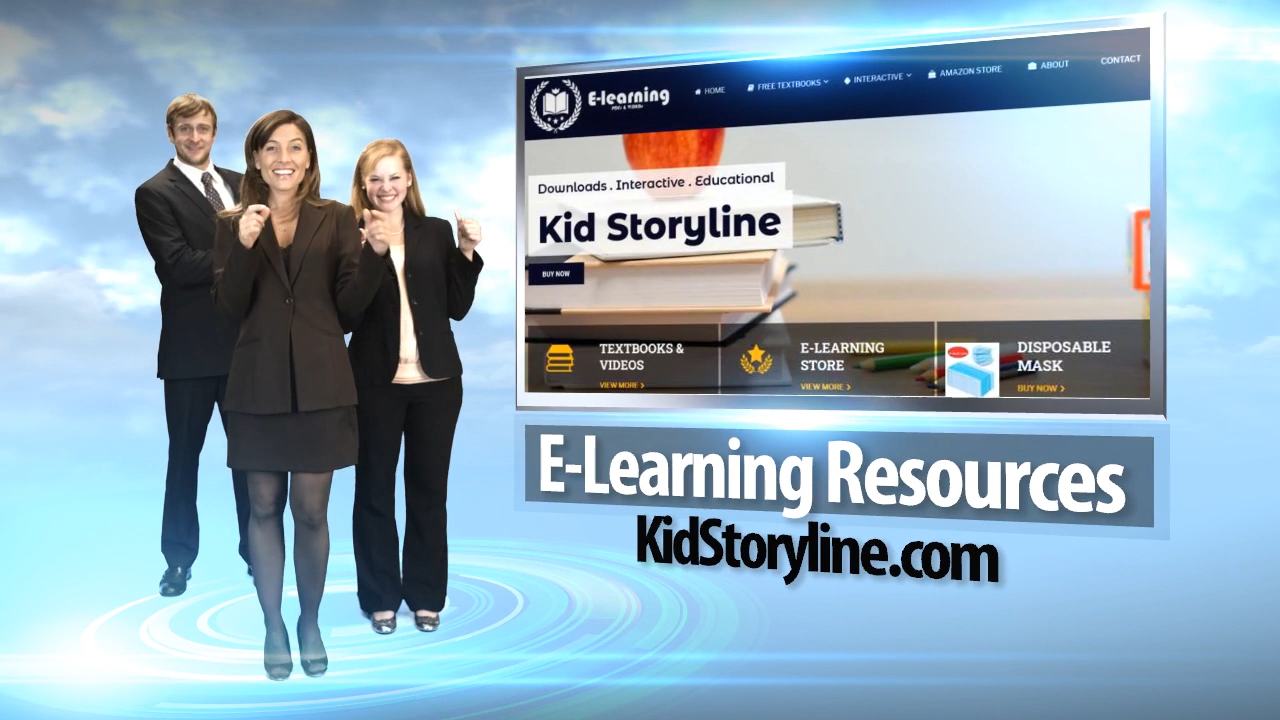 E-learning
HOME
FREE TEXTBOOKS
INTERACTIVE
AMAZON STORE
ABOUT
CONTACT
Downloads . Interactive . Educational
Kid Storyline
BUY NOW
TEXTBOOKS &
VIDEOS
VIEW MORE >
E-LEARNING
STORE
VIEW MORE >
DISPOSABLE
MASK
BUY NOW >
E-Learning Resources
KidStoryline.com